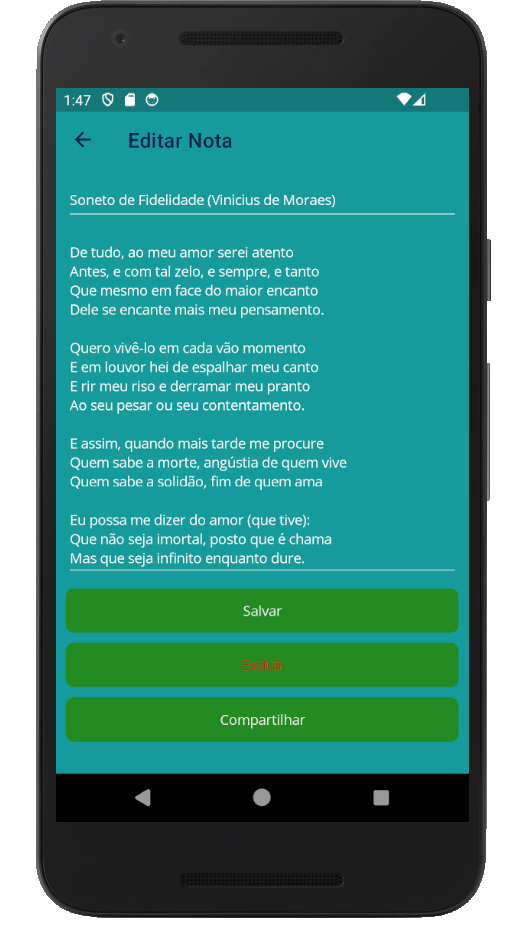 1:47
Editar Nota
Soneto de Fidelidade (Vinicius de Moraes)
De tudo, ao meu amor serei atento
Antes, e com tal zelo, e sempre, e tanto
Que mesmo em face do maior encanto
Dele se encante mais meu pensamento.
Quero vivê-lo em cada vão momento
E em louvor hei de espalhar meu canto
E rir meu riso e derramar meu pranto
Ao seu pesar ou seu contentamento.
E assim, quando mais tarde me procure
Quem sabe a morte, angústia de quem vive
Quem sabe a solidão, fim de quem ama
Eu possa me dizer do amor (que tive):
Que não seja imortal, posto que é chama
Mas que seja infinito enquanto dure.
Salvar
Excluir
Compartilhar